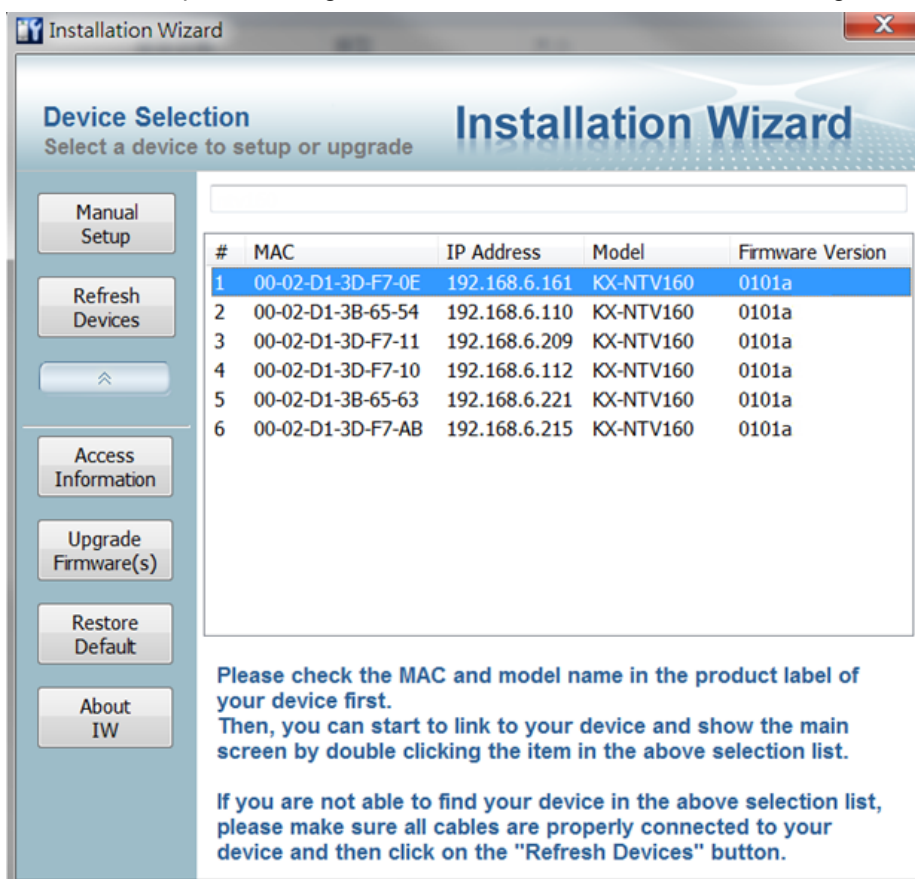 Installation Wizard
Device Selection
Select a device to setup or upgrade
Installation Wizard
Manual
Setup
Refresh
Devices
Access
Information
Upgrade
Firmware(s)
Restore
Default
About
IW
# MAC IP Address Model Firmware Version
1 00-02-D1-3D-F7-0E 192.168.6.161 KX-NTV160 0101a
2 00-02-D1-3B-65-54 192.168.6.110 KX-NTV160 0101a
3 00-02-D1-3D-F7-11 192.168.6.209 KX-NTV160 0101a
4 00-02-D1-3D-F7-10 192.168.6.112 KX-NTV160 0101a
5 00-02-D1-3B-65-63 192.168.6.221 KX-NTV160 0101a
6 00-02-D1-3D-F7-AB 192.168.6.215 KX-NTV160 0101a
Please check the MAC and model name in the product label of
your device first.
Then, you can start to link to your device and show the main
screen by double clicking the item in the above selection list.
If you are not able to find your device in the above selection list,
please make sure all cables are properly connected to your
device and then click on the "Refresh Devices" button.